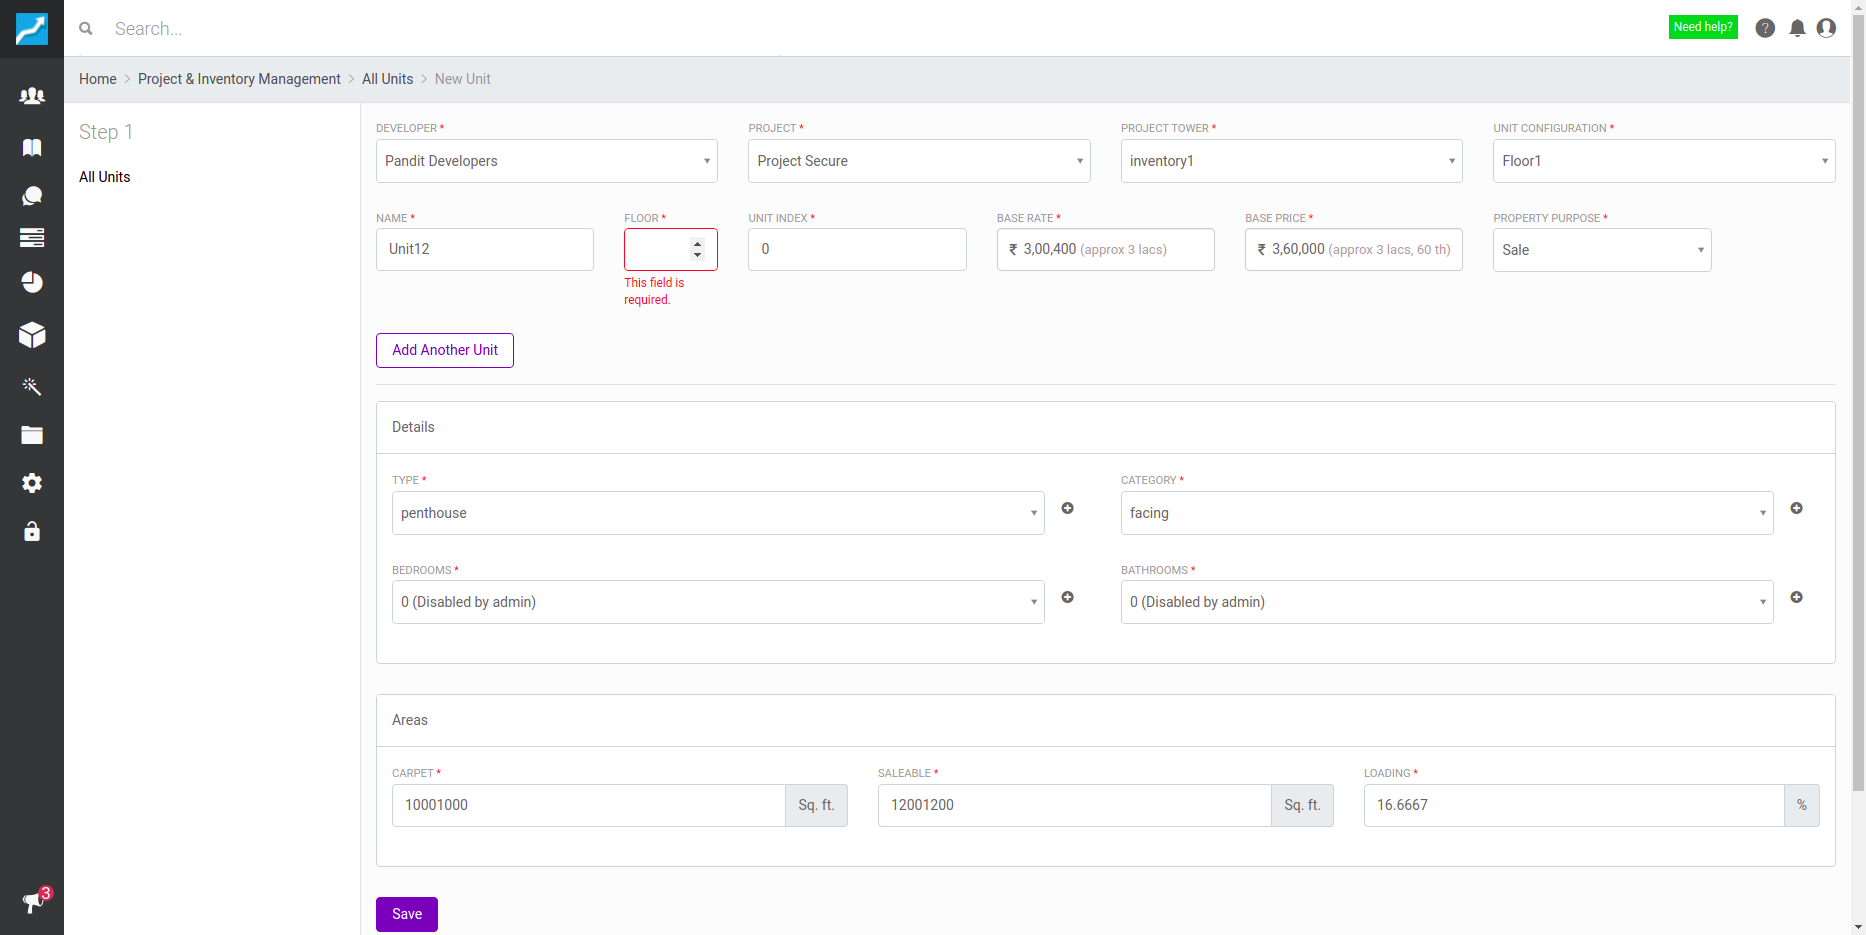 Search...
Need help?
Home > Project & Inventory Management > All Units > New Unit
Step 1
All Units
DEVELOPER * PROJECT * PROJECT TOWER * UNIT CONFIGURATION *
Pandit Developers Project Secure inventory1 Floor1
NAME * FLOOR * UNIT INDEX * BASE RATE * BASE PRICE * PROPERTY PURPOSE *
Unit12 0 ₹ 3,00,400 (approx 3 lacs) ₹ 3,60,000 (approx 3 lacs, 60 th) Sale
This field is
required.
Add Another Unit
Details
TYPE * CATEGORY *
penthouse facing
BEDROOMS * BATHROOMS *
0 (Disabled by admin) 0 (Disabled by admin)
Areas
CARPET * SALEABLE * LOADING *
10001000 Sq. ft. 12001200 Sq. ft. 16.6667 %
3
Save